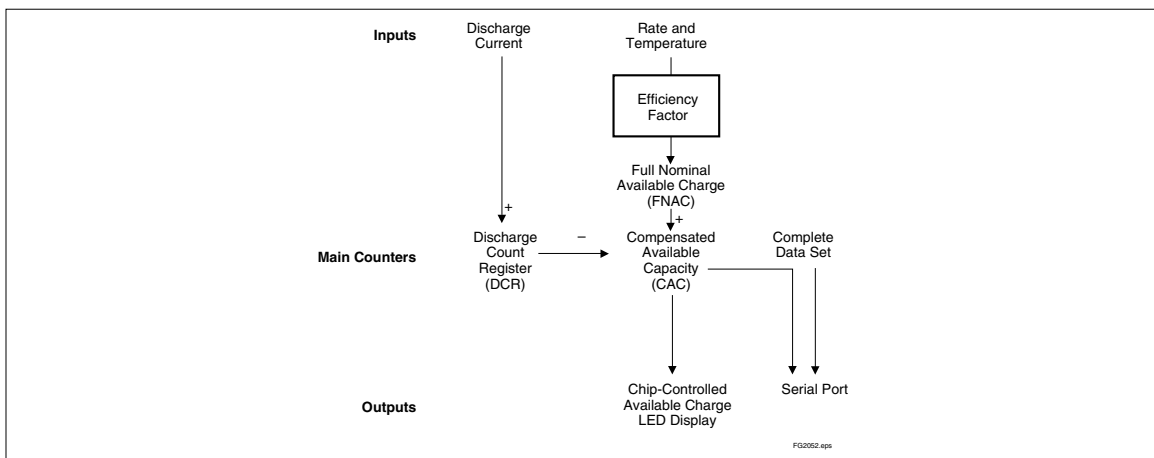 Inputs
Discharge
Current
Rate and
Temperature
Efficiency
Factor
Full Nominal
Available Charge
(FNAC)
+
+
Main Counters
Discharge
Count
Register
(DCR)
–
Compensated
Available
Capacity
(CAC)
Complete
Data Set
Outputs
Chip-Controlled
Available Charge
LED Display
Serial Port
FG2052.eps